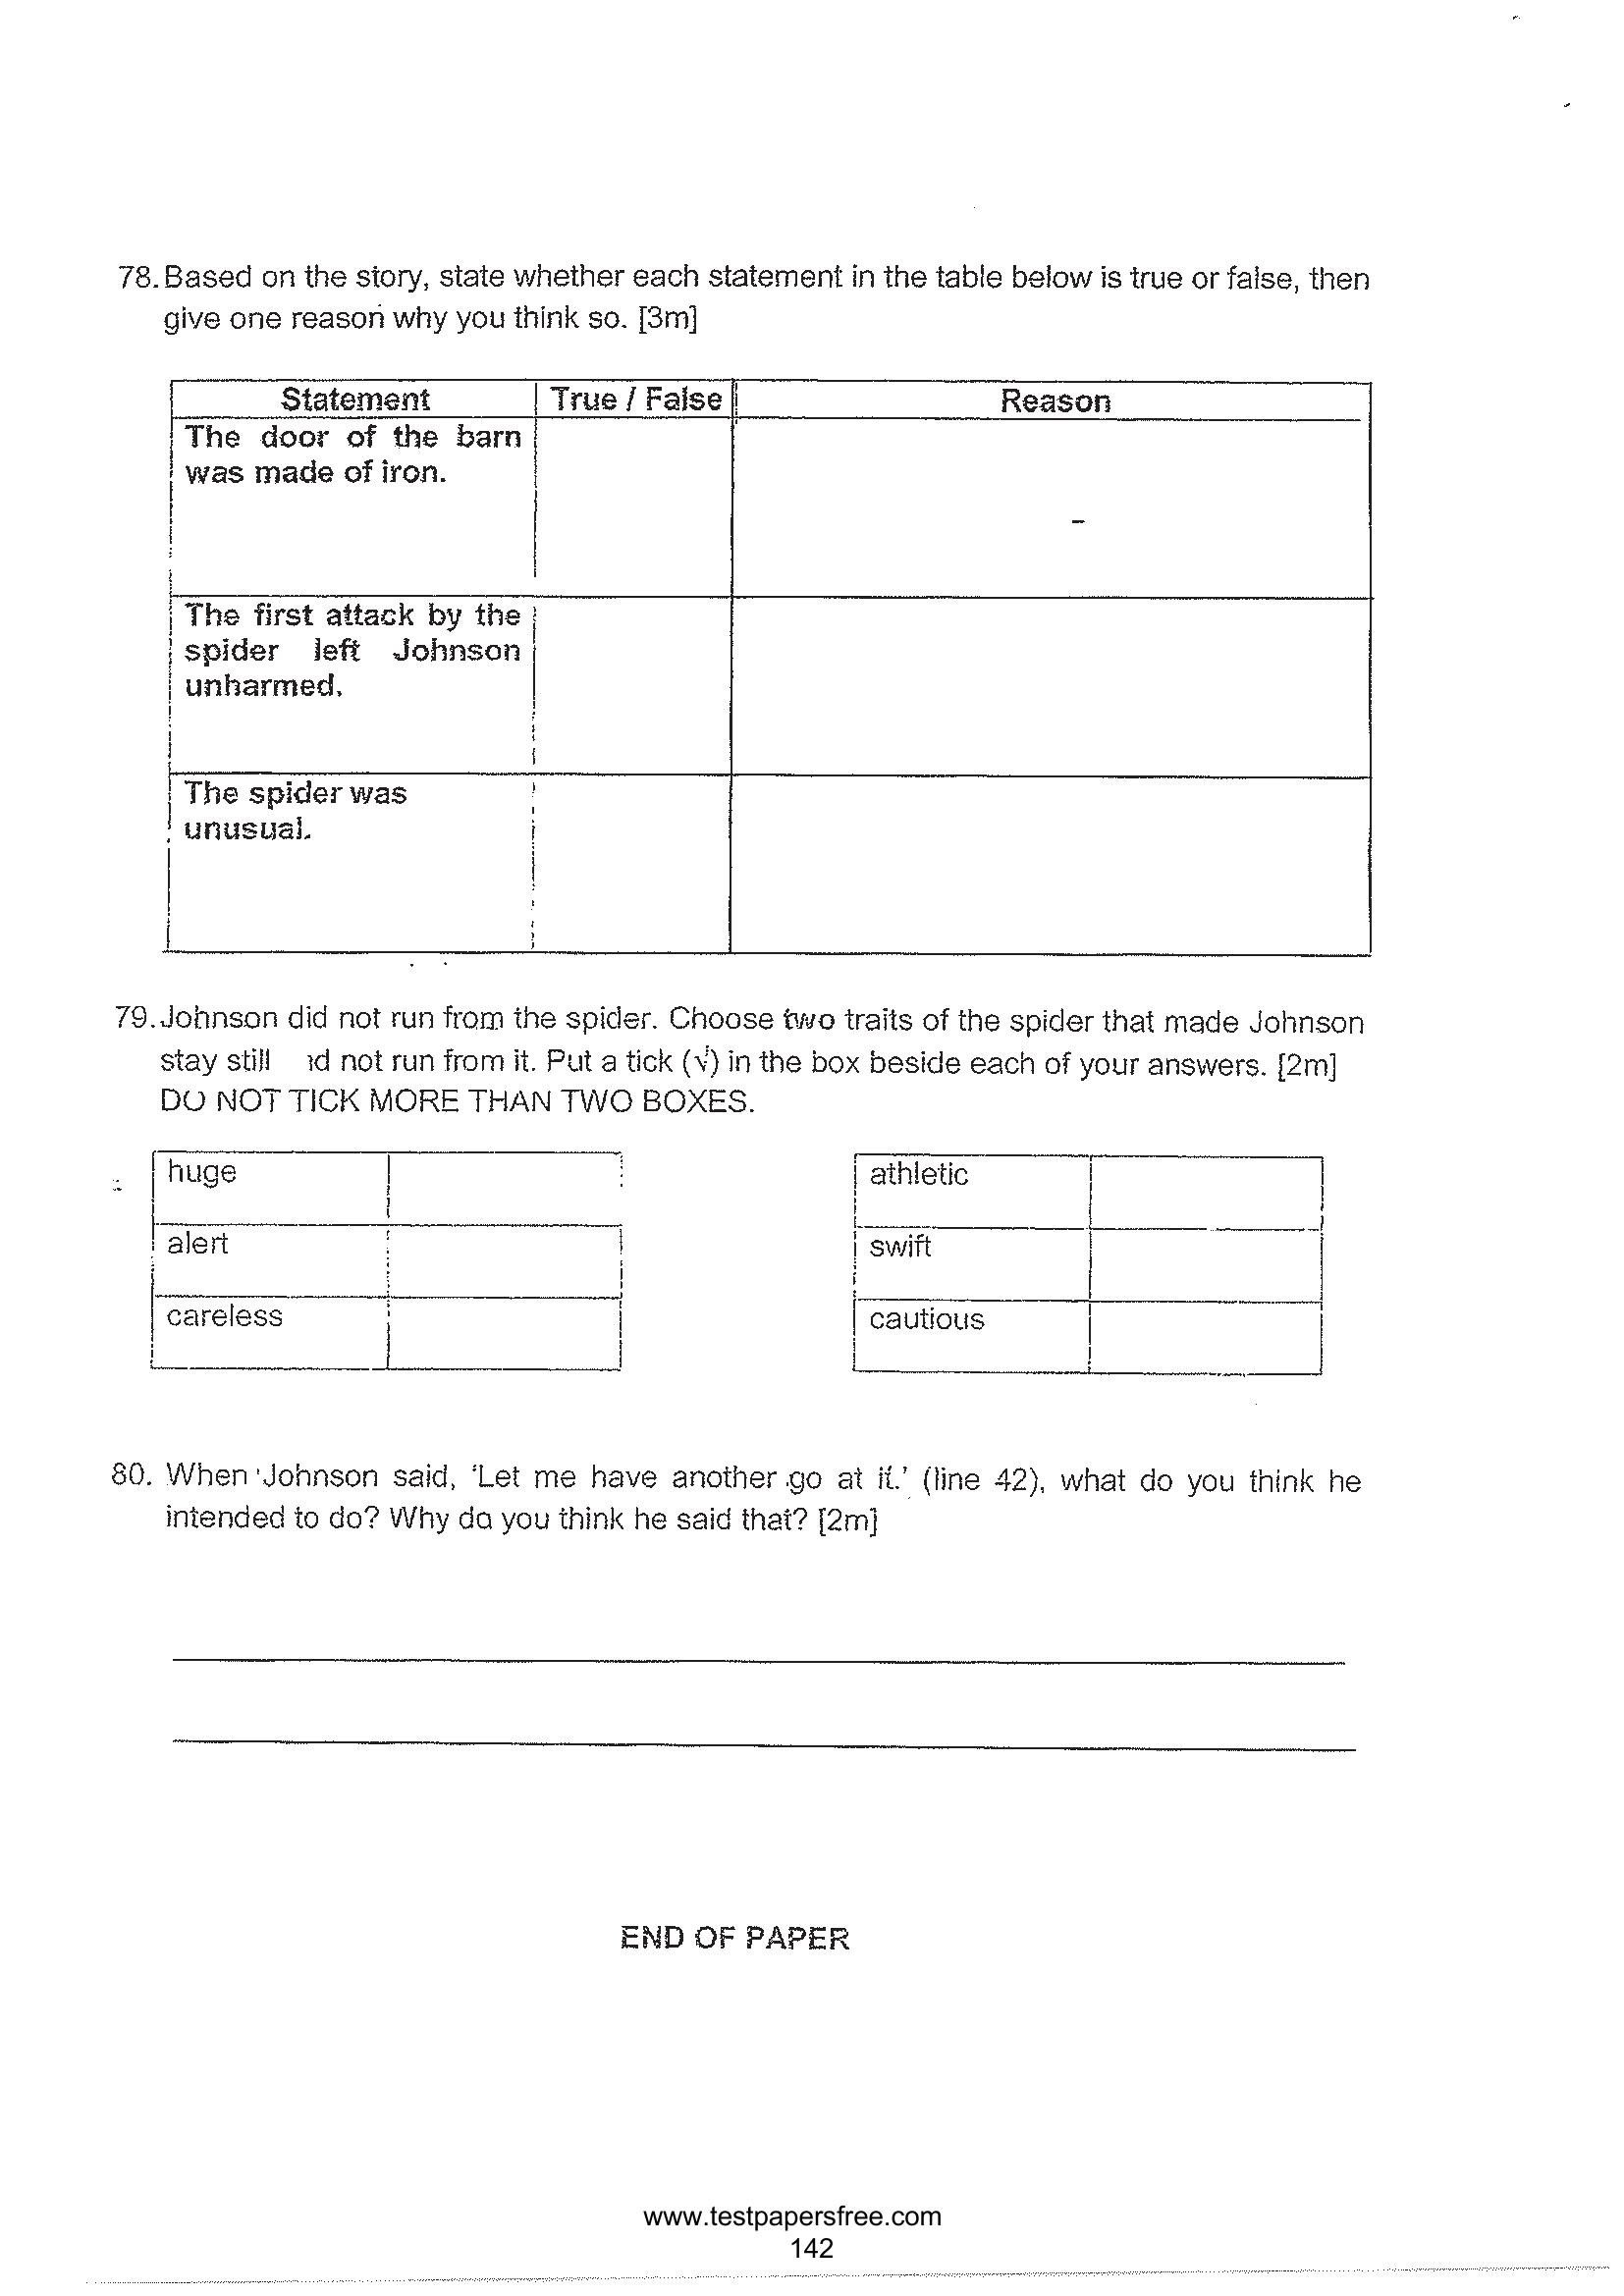 78. Based on the story, state whether each statement in the table below is true or false, then
give one reason why you think so. [3m]
Statement True / False Reason
The door of the barn
was made of iron.
The first attack by the
spider left Johnson
unharmed.
The spider was
unusual.
79. Johnson did not run from the spider. Choose two traits of the spider that made Johnson
stay still not run from it. Put a tick (√) in the box beside each of your answers. [2m]
DO NOT TICK MORE THAN TWO BOXES.
huge athletic
alert swift
careless cautious
80. When Johnson said, 'Let me have another go at it.' (line 42), what do you think he
intended to do? Why do you think he said that? [2m]
END OF PAPER
www.testpapersfree.com
142